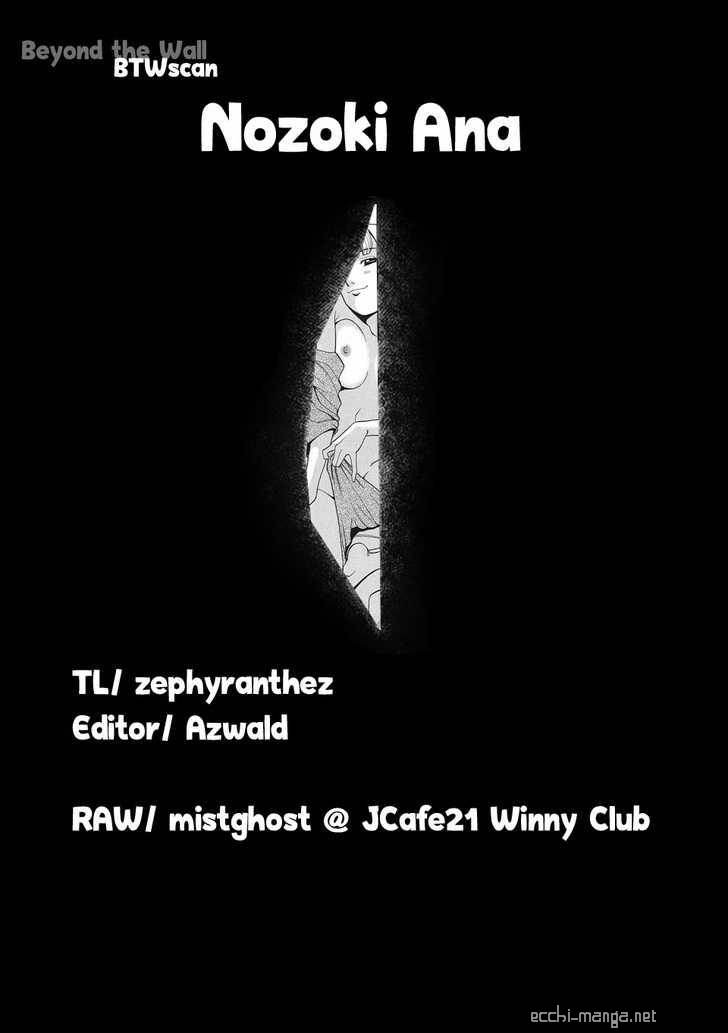 Beyond the Wall
BTWscan
Nozoki Ana
TL/ zephyranthez
Editor/ Azwald
RAW/ mistghost @ JCafe21 Winny Club
ecchi-manga.net